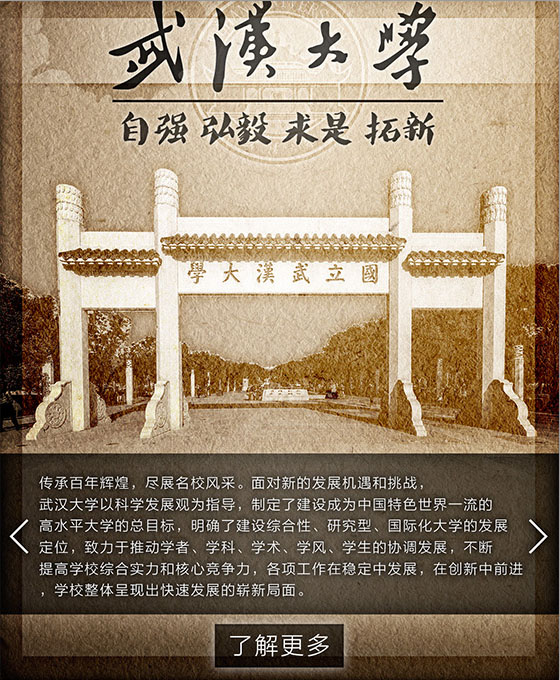 武漢大學
自强 弘毅 求是 拓新
國立武漢大學
传承百年辉煌，尽展名校风采。面对新的发展机遇和挑战，
武汉大学以科学发展观为指导，制定了建设成为中国特色世界一流的
高水平大学的总目标，明确了建设综合性、研究型、国际化大学的发展
定位，致力于推动学者、学科、学术、学风、学生的协调发展，不断
提高学校综合实力和核心竞争力，各项工作在稳定中发展，在创新中前进
，学校整体呈现出快速发展的崭新局面。
了解更多